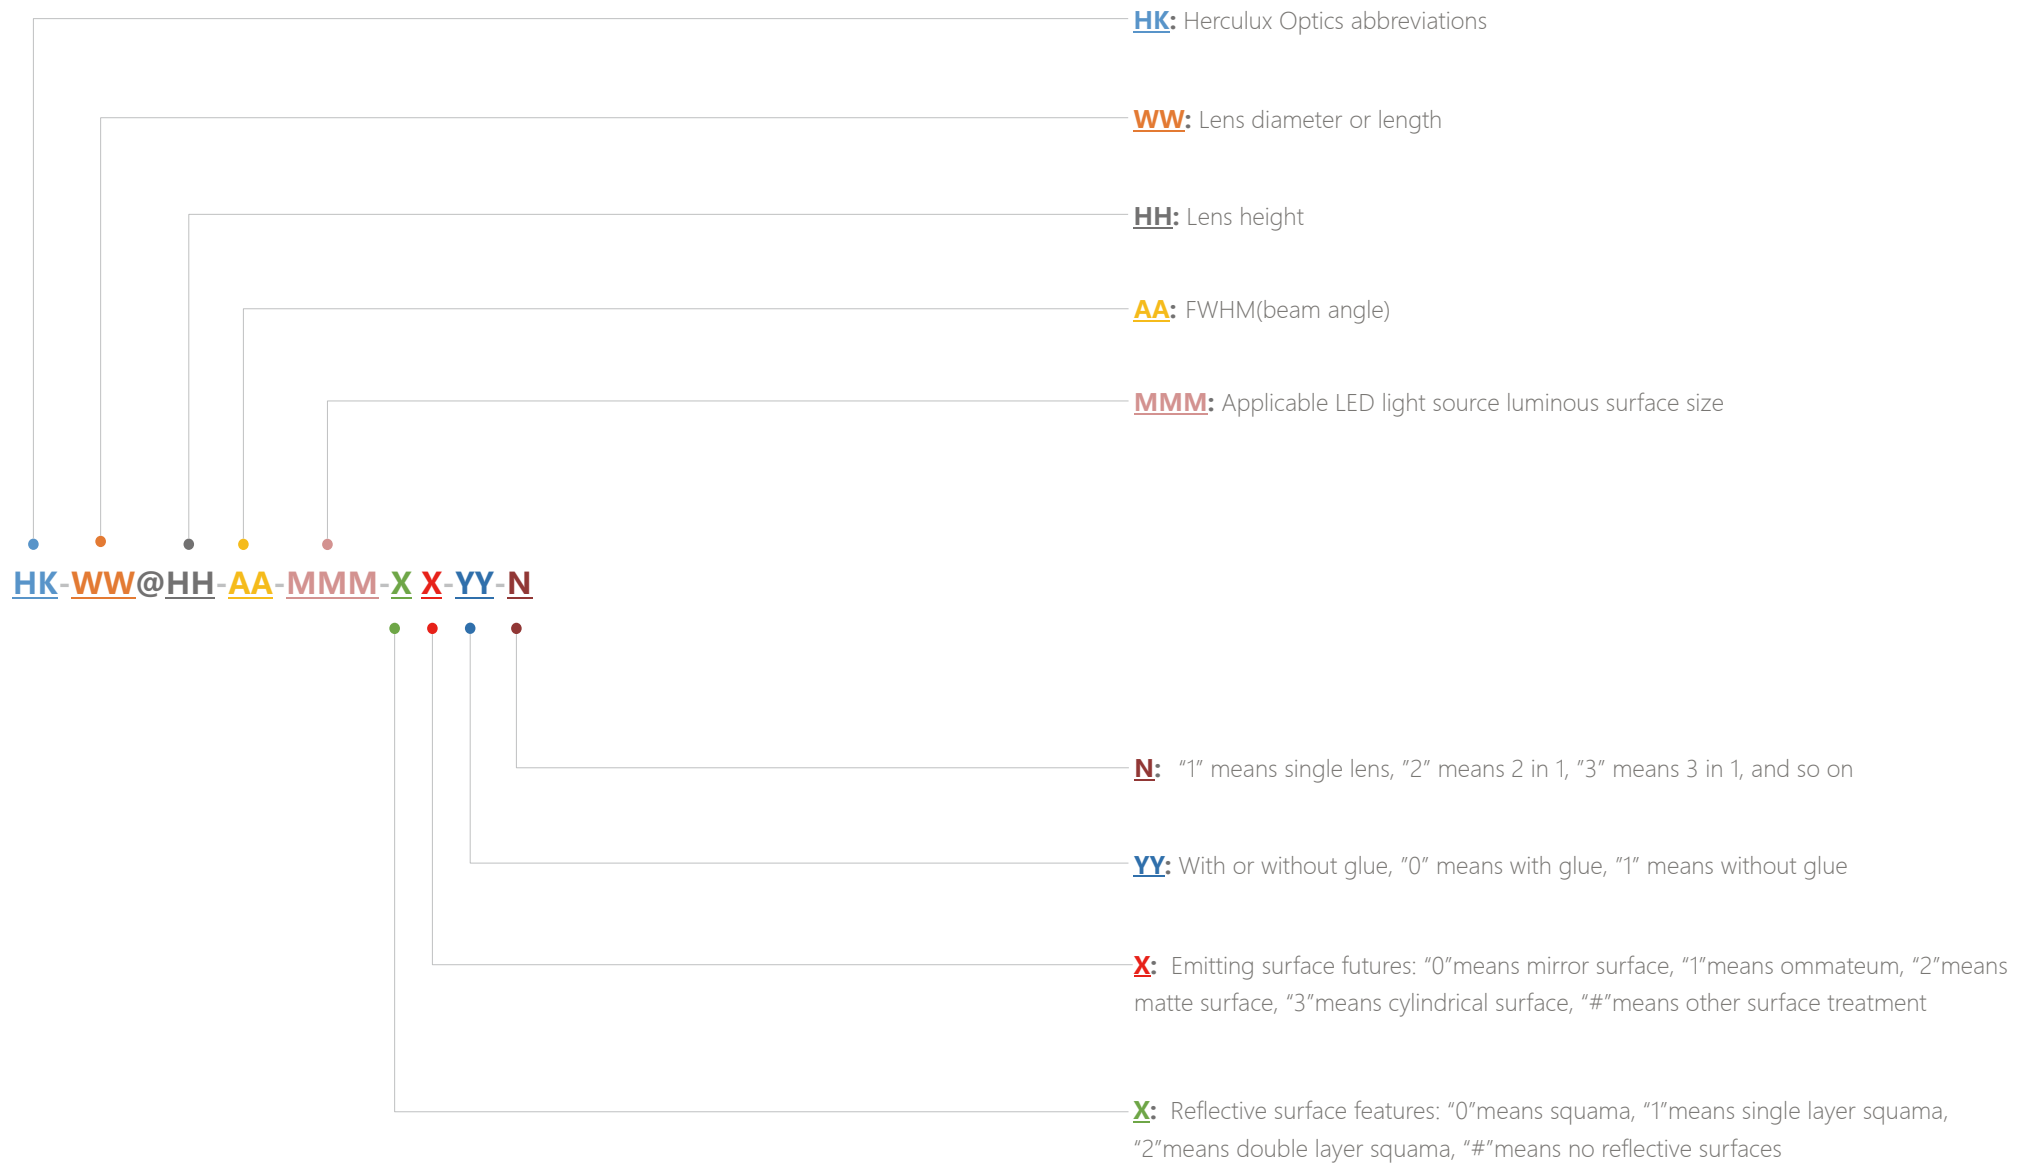 HK: Herculux Optics abbreviations
WW: Lens diameter or length
HH: Lens height
AA: FWHM(beam angle)
MMM: Applicable LED light source luminous surface size
HK-WW@HH-AA-MMM-X X-YY-N
N: “1” means single lens, ”2” means 2 in 1, ”3” means 3 in 1, and so on
YY: With or without glue, ”0” means with glue, ”1” means without glue
X: Emitting surface futures: “0”means mirror surface, “1”means ommateum, “2”means
matte surface, “3”means cylindrical surface, “#”means other surface treatment
X: Reflective surface features: “0”means squama, “1”means single layer squama,
“2”means double layer squama, “#”means no reflective surfaces